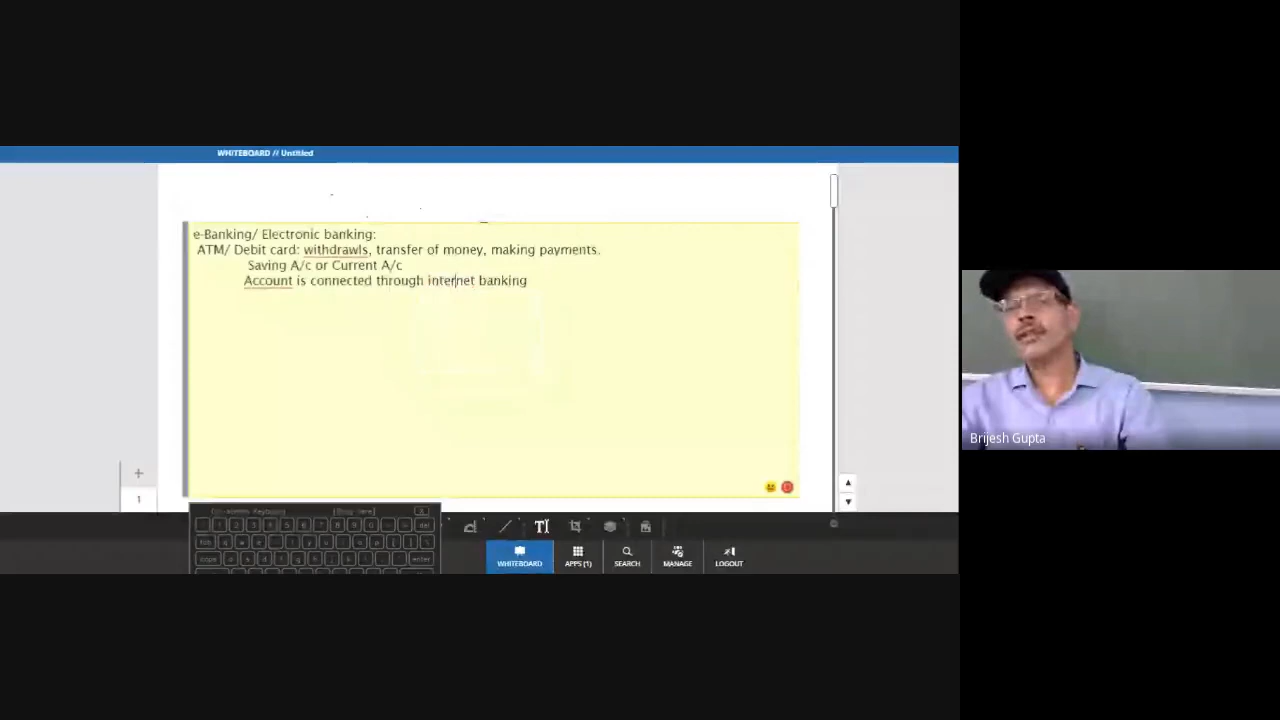 WHITEBOARD // Untitled
e-Banking/ Electronic banking:
ATM/ Debit card: withdrawls, transfer of money, making payments.
Saving A/c or Current A/c
Account is connected through internet banking
Brijesh Gupta
1
WHITEBOARD
APPS (1)
SEARCH
MANAGE
LOGOUT